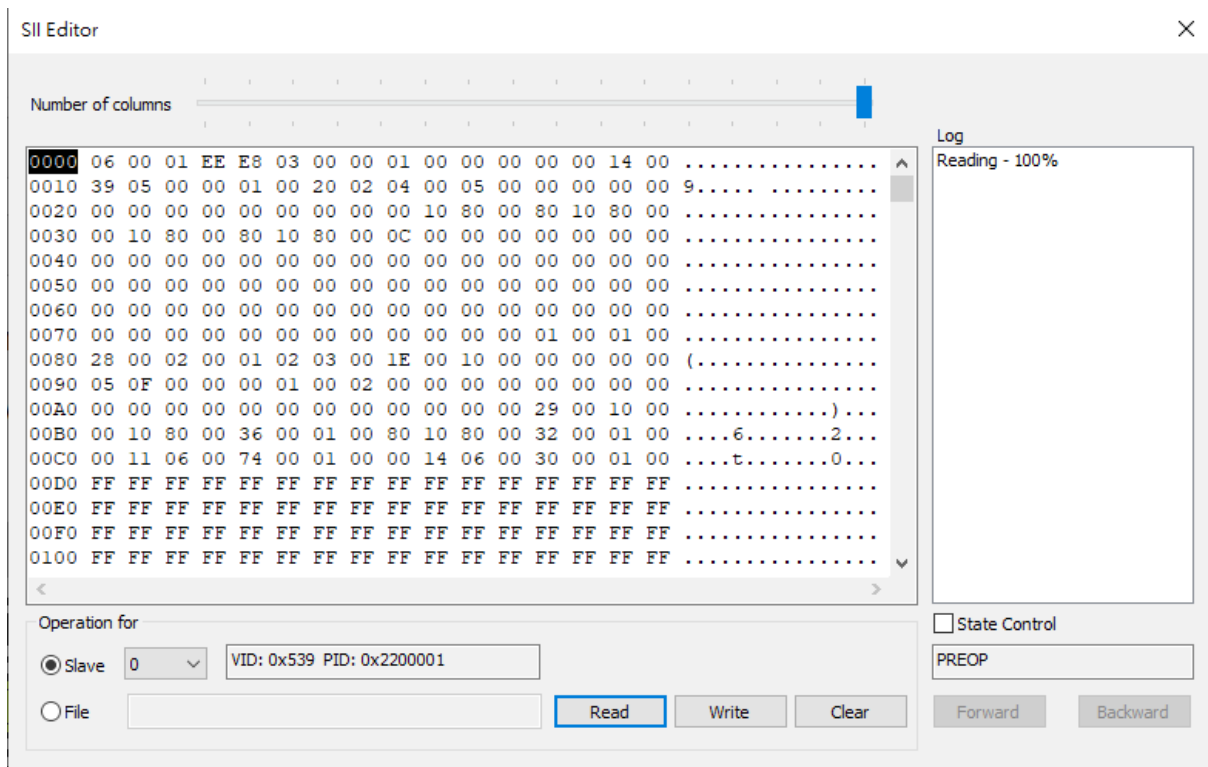 SII Editor
Number of columns
0000 06 00 01 EE E8 03 00 00 01 00 00 00 00 00 14 00 ................
0010 39 05 00 00 01 00 20 02 04 00 05 00 00 00 00 00 9..... .........
0020 00 00 00 00 00 00 00 00 00 10 80 00 80 10 80 00 ................
0030 00 10 80 00 80 10 80 00 0C 00 00 00 00 00 00 00 ................
0040 00 00 00 00 00 00 00 00 00 00 00 00 00 00 00 00 ................
0050 00 00 00 00 00 00 00 00 00 00 00 00 00 00 00 00 ................
0060 00 00 00 00 00 00 00 00 00 00 00 00 00 00 00 00 ................
0070 00 00 00 00 00 00 00 00 00 00 00 00 01 00 01 00 ................
0080 28 00 02 00 01 02 03 00 1E 00 10 00 00 00 00 00 (...............
0090 05 0F 00 00 00 01 00 02 00 00 00 00 00 00 00 00 ................
00A0 00 00 00 00 00 00 00 00 00 00 00 00 29 00 10 00 ............)...
00B0 00 10 80 00 36 00 01 00 80 10 80 00 32 00 01 00 ....6.......2...
00C0 00 11 06 00 74 00 01 00 00 14 06 00 30 00 01 00 ....t.......0...
00D0 FF FF FF FF FF FF FF FF FF FF FF FF FF FF FF FF ................
00E0 FF FF FF FF FF FF FF FF FF FF FF FF FF FF FF FF ................
00F0 FF FF FF FF FF FF FF FF FF FF FF FF FF FF FF FF ................
0100 FF FF FF FF FF FF FF FF FF FF FF FF FF FF FF FF ................
Log
Reading - 100%
Operation for
Slave 0 VID: 0x539 PID: 0x2200001
File Read Write Clear
State Control
PREOP
Forward Backward